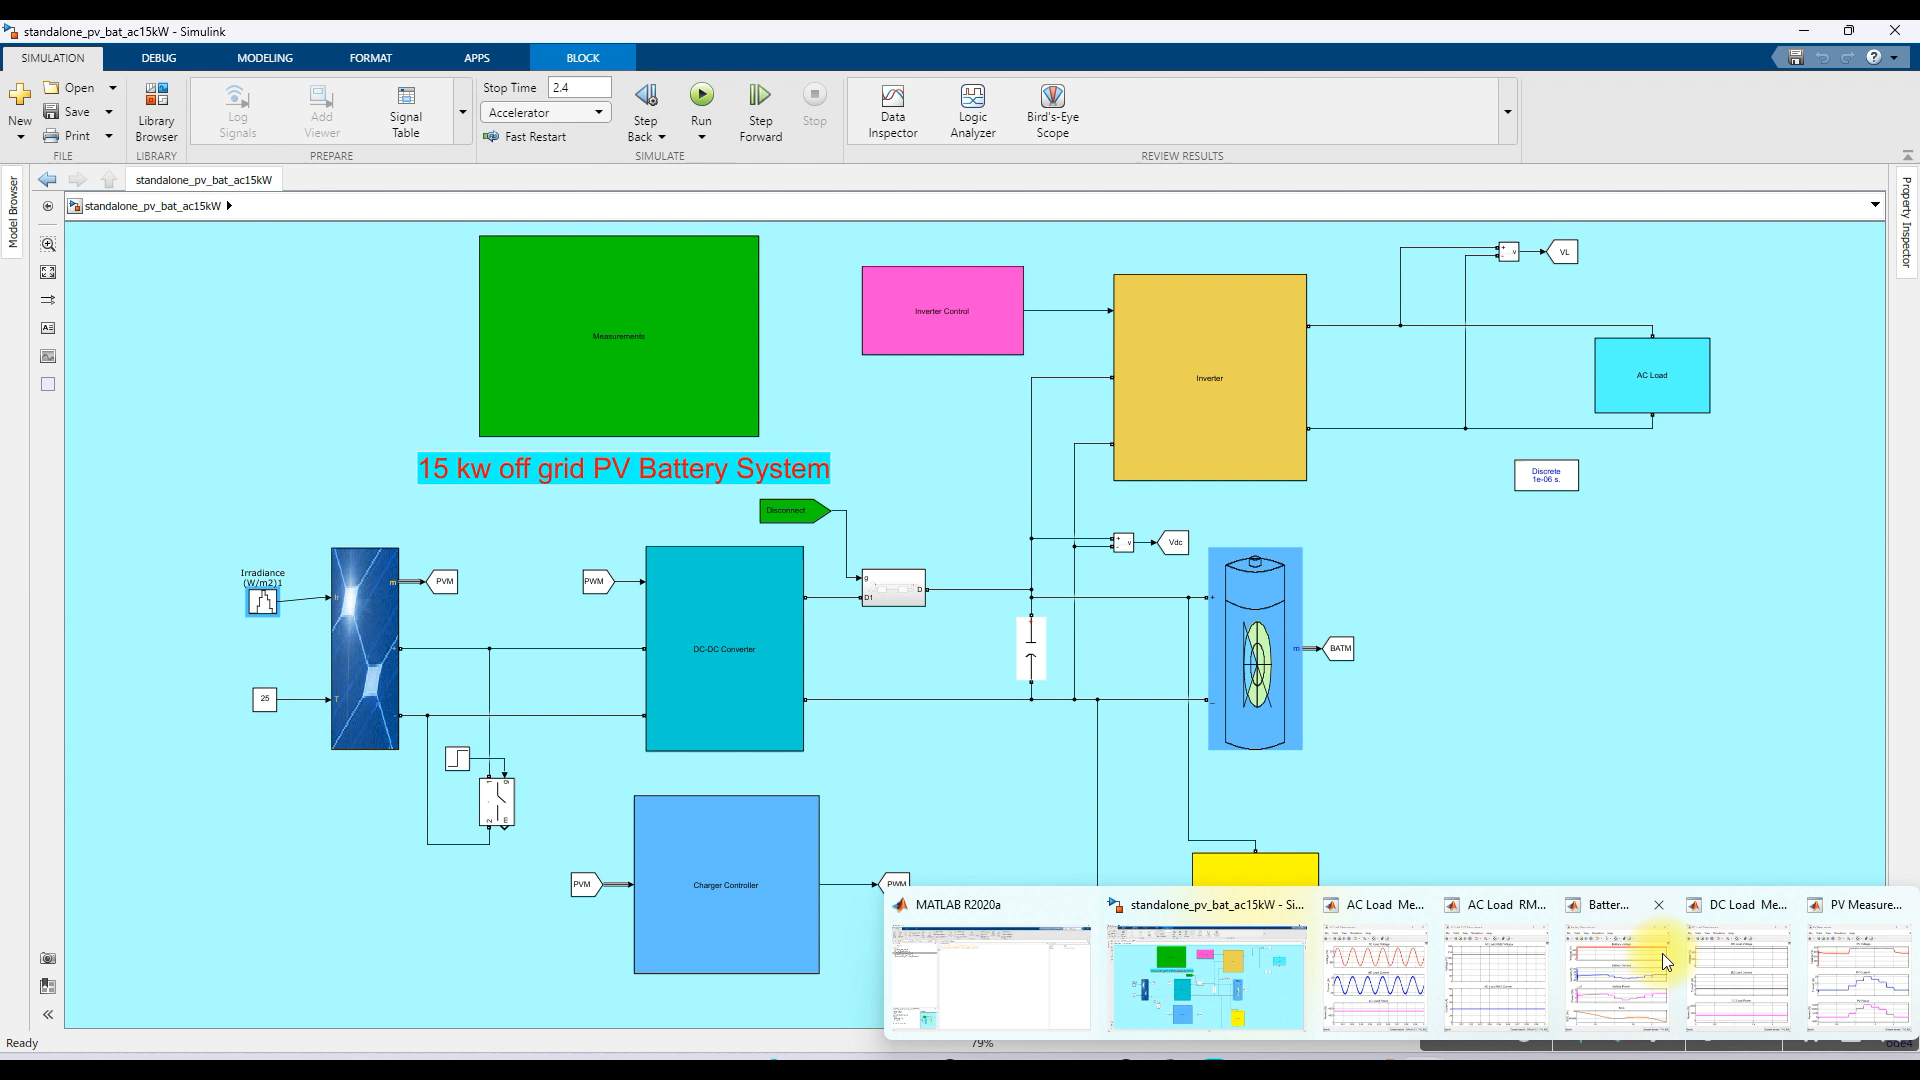 standalone_pv_bat_ac15kW - Simulink
SIMULATION DEBUG MODELING FORMAT APPS BLOCK
New
Open
Save
Print
FILE
Library
Browser
LIBRARY
Log
Signals
Add
Viewer
Signal
Table
PREPARE
Stop Time 2.4
Accelerator
Fast Restart
Step
Back
Run
Step
Forward
Stop
SIMULATE
Data
Inspector
Logic
Analyzer
Bird's-Eye
Scope
REVIEW RESULTS
Model Browser
Property Inspector
standalone_pv_bat_ac15kW
standalone_pv_bat_ac15kW
Measurements
Inverter Control
Inverter
VL
AC Load
15 kw off grid PV Battery System
Discrete
1e-06 s.
Disconnect
Vdc
Irradiance
(W/m2)1
Ir
m
PVM
PWM
g
D1
D
DC-DC Converter
25
T
m
BATM
PVM
Charger Controller
PWM
MATLAB R2020a
standalone_pv_bat_ac15kW - Si...
AC Load Me...
AC Load RM...
Batter...
DC Load Me...
PV Measure...
Ready
79%
ode4